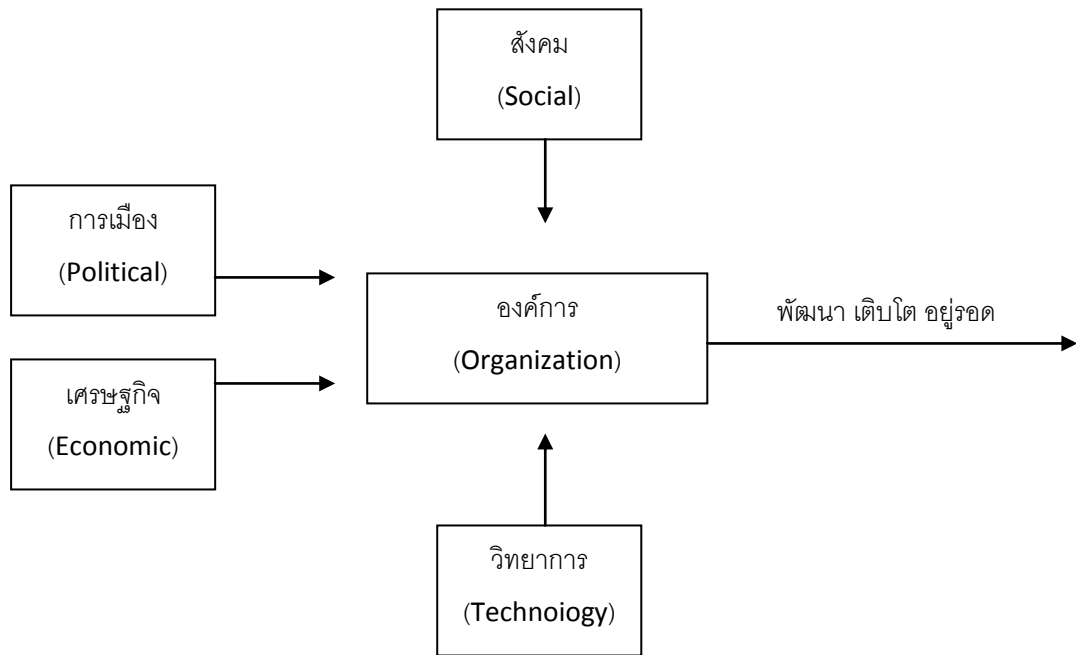 สังคม
(Social)
การเมือง
(Political)
องค์การ
(Organization)
พัฒนา เติบโต อยู่รอด
เศรษฐกิจ
(Economic)
วิทยาการ
(Technoiogy)